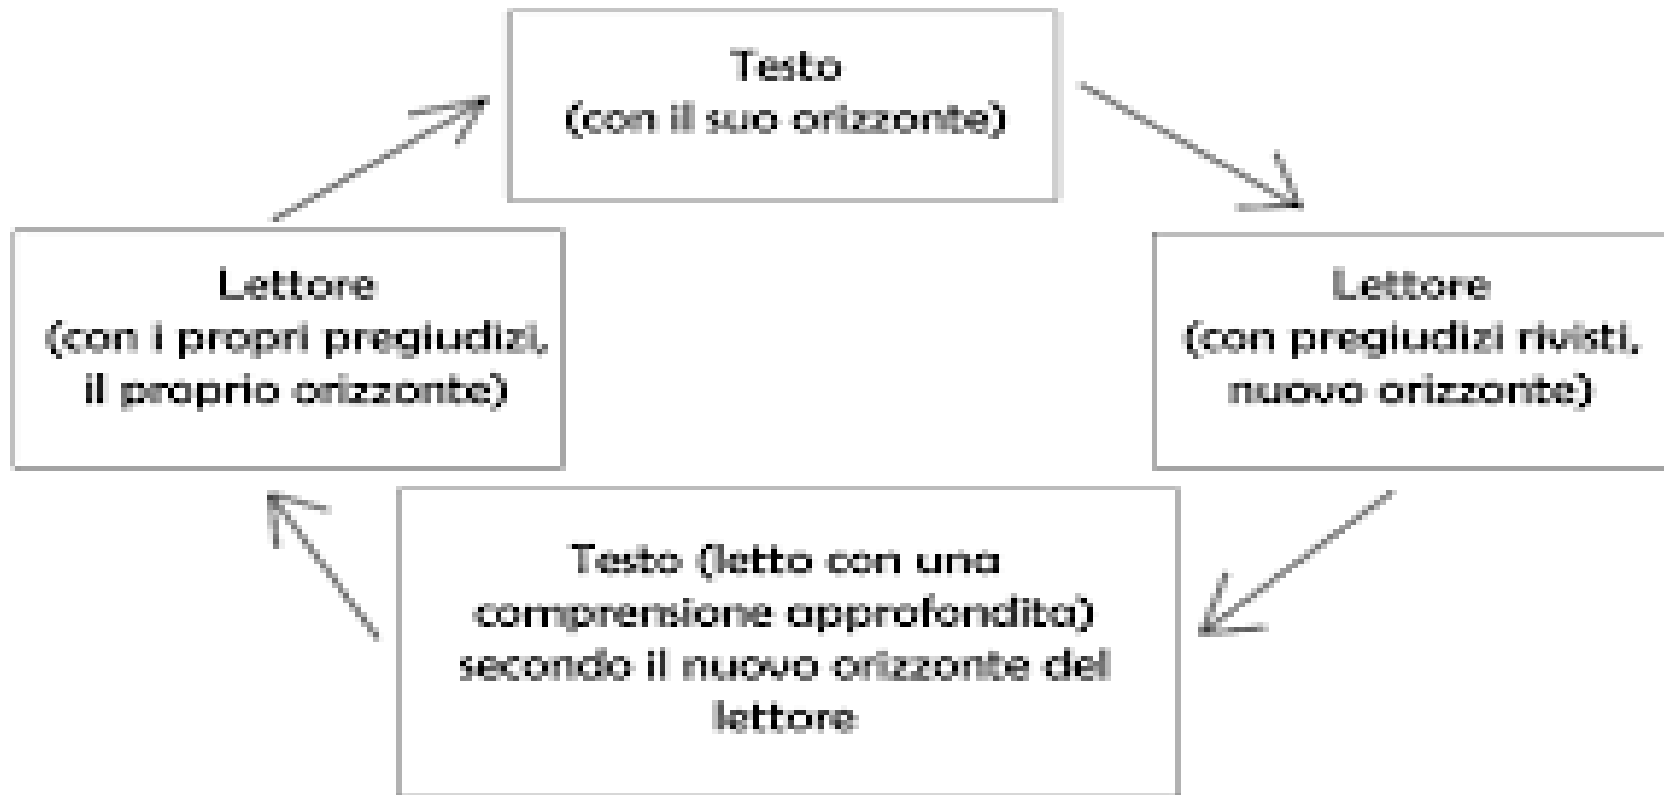 Testo
(con il suo orizzonte)
Lettore
(con i propri pregiudizi,
il proprio orizzonte)
Lettore
(con pregiudizi rivisti,
nuovo orizzonte)
Testo (letto con una
comprensione approfondita)
secondo il nuovo orizzonte del
lettore